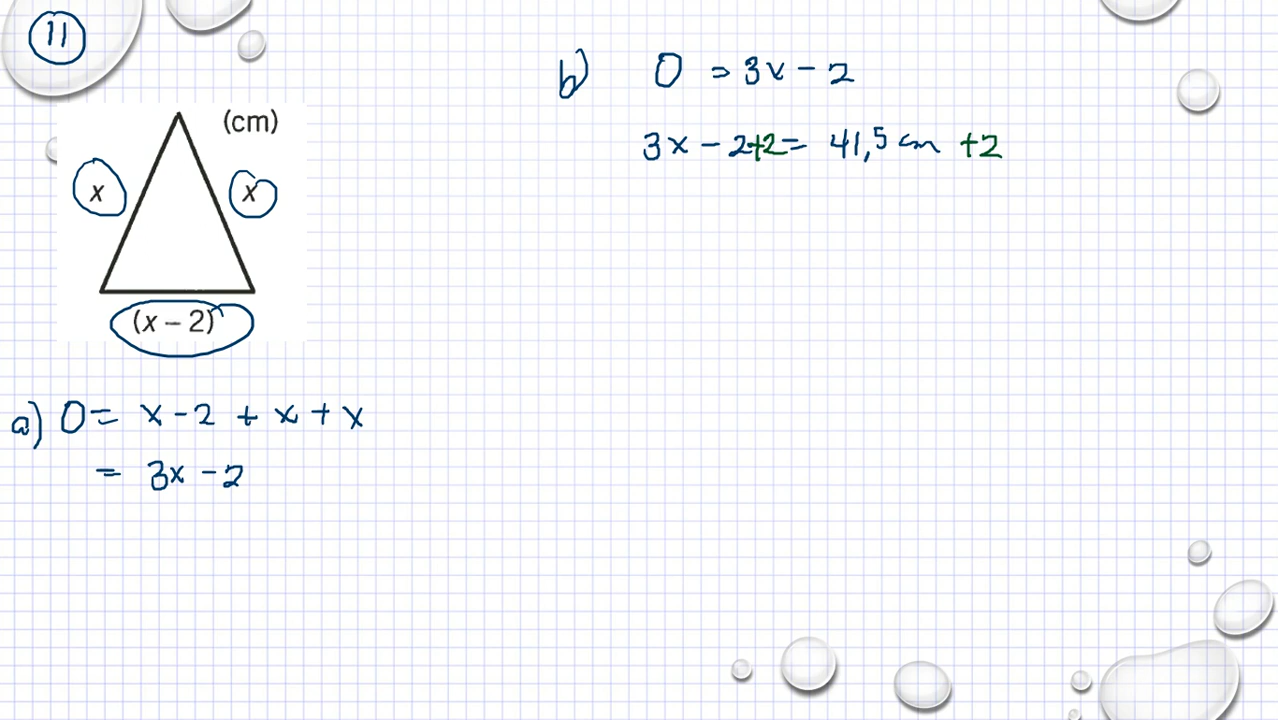 11
(cm)
x
x
(x – 2)
a) O = x - 2 + x + x
= 3x - 2
b) O = 3x - 2
3x - 2+2 = 41,5 cm +2